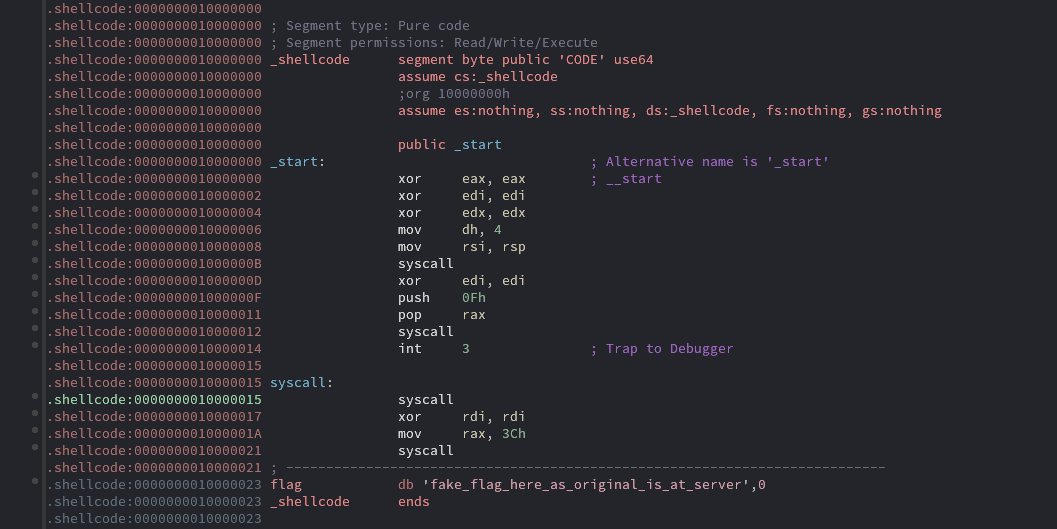 .shellcode:0000000010000000
.shellcode:0000000010000000 ; Segment type: Pure code
.shellcode:0000000010000000 ; Segment permissions: Read/Write/Execute
.shellcode:0000000010000000 _shellcode segment byte public 'CODE' use64
.shellcode:0000000010000000 assume cs:_shellcode
.shellcode:0000000010000000 ;org 10000000h
.shellcode:0000000010000000 assume es:nothing, ss:nothing, ds:_shellcode, fs:nothing, gs:nothing
.shellcode:0000000010000000
.shellcode:0000000010000000 public _start
.shellcode:0000000010000000 _start: ; Alternative name is '_start'
.shellcode:0000000010000000 xor eax, eax ; __start
.shellcode:0000000010000002 xor edi, edi
.shellcode:0000000010000004 xor edx, edx
.shellcode:0000000010000006 mov dh, 4
.shellcode:0000000010000008 mov rsi, rsp
.shellcode:000000001000000B syscall
.shellcode:000000001000000D xor edi, edi
.shellcode:000000001000000F push 0Fh
.shellcode:0000000010000011 pop rax
.shellcode:0000000010000012 syscall
.shellcode:0000000010000014 int 3 ; Trap to Debugger
.shellcode:0000000010000015
.shellcode:0000000010000015 syscall:
.shellcode:0000000010000015 syscall
.shellcode:0000000010000017 xor rdi, rdi
.shellcode:000000001000001A mov rax, 3Ch
.shellcode:0000000010000021 syscall
.shellcode:0000000010000021 ; ---------------------------------------------------------------------------
.shellcode:0000000010000023 flag db 'fake_flag_here_as_original_is_at_server',0
.shellcode:0000000010000023 _shellcode ends
.shellcode:0000000010000023